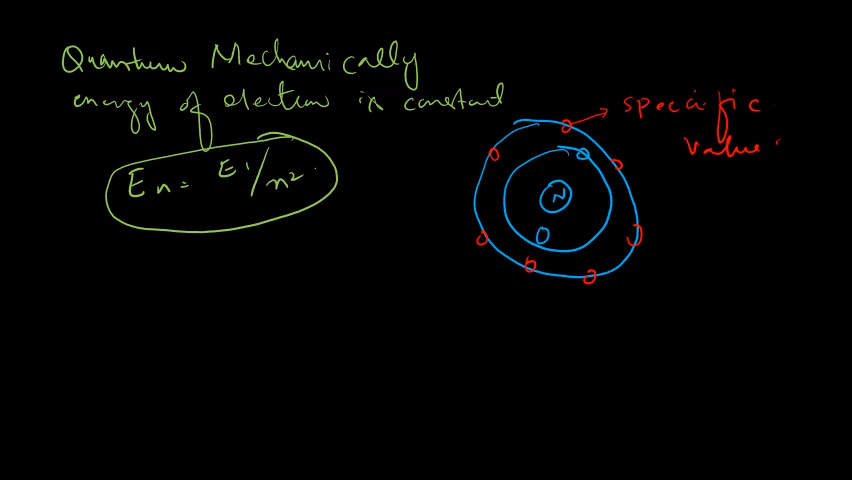 Quantum Mechanically
energy of electron is constant
En = E1/n².
specific
value
N